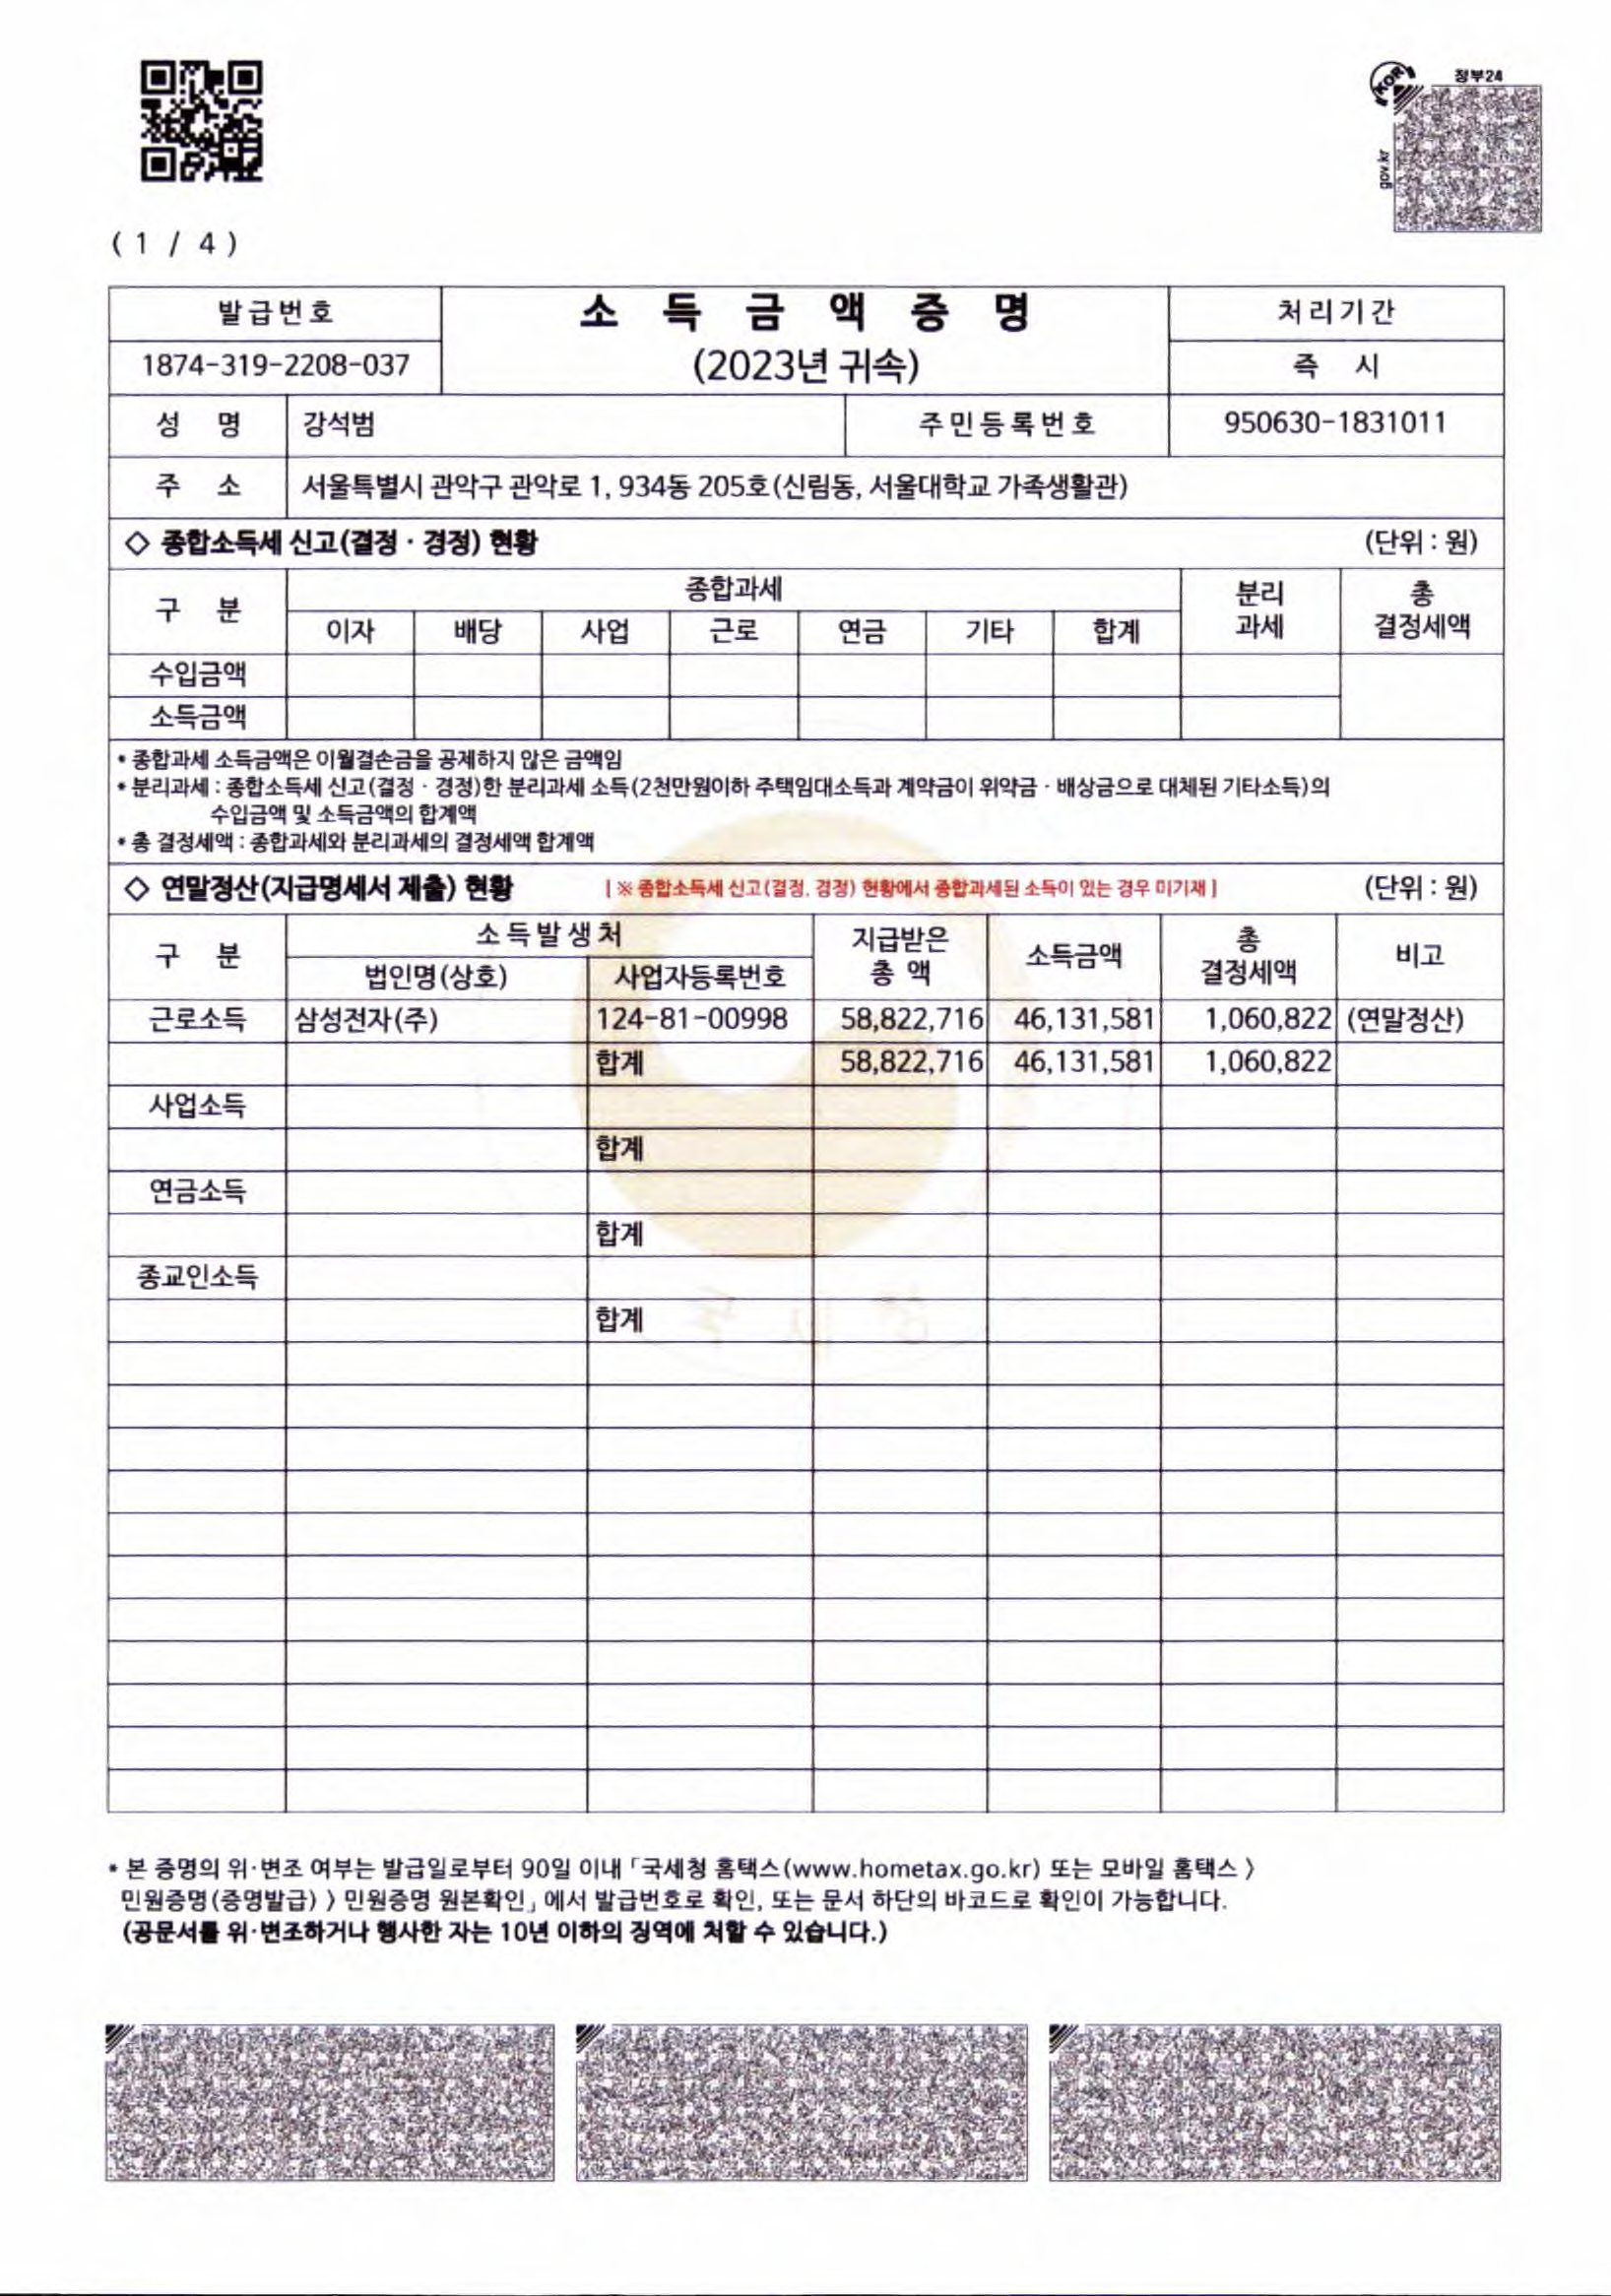 정부24
KOR
gov.kr
( 1 / 4 )
발급번호 소 득 금 액 증 명 처리기간
1874-319-2208-037 (2023년 귀속) 즉 시
성 명 강석범 주민등록번호 950630-1831011
주 소 서울특별시 관악구 관악로 1, 934동 205호(신림동, 서울대학교 가족생활관)
◇ 종합소득세 신고(결정 · 경정) 현황 (단위 : 원)
구 분 종합과세 분리 과세 총 결정세액
이자 배당 사업 근로 연금 기타 합계
수입금액
소득금액
* 종합과세 소득금액은 이월결손금을 공제하지 않은 금액임
* 분리과세 : 종합소득세 신고(결정 · 경정)한 분리과세 소득(2천만원이하 주택임대소득과 계약금이 위약금 · 배상금으로 대체된 기타소득)의
수입금액 및 소득금액의 합계액
* 총 결정세액 : 종합과세와 분리과세의 결정세액 합계액
◇ 연말정산(지급명세서 제출) 현황 [ ※ 종합소득세 신고(결정, 경정) 현황에서 종합과세된 소득이 있는 경우 미기재 ] (단위 : 원)
구 분 소득발생처 지급받은 총 액 소득금액 총 결정세액 비고
법인명(상호) 사업자등록번호
근로소득 삼성전자(주) 124-81-00998 58,822,716 46,131,581 1,060,822 (연말정산)
합계 58,822,716 46,131,581 1,060,822
사업소득
합계
연금소득
합계
종교인소득
합계
국세청
* 본 증명의 위·변조 여부는 발급일로부터 90일 이내 「국세청 홈택스(www.hometax.go.kr) 또는 모바일 홈택스 〉
민원증명(증명발급) 〉 민원증명 원본확인」에서 발급번호로 확인, 또는 문서 하단의 바코드로 확인이 가능합니다.
(공문서를 위·변조하거나 행사한 자는 10년 이하의 징역에 처할 수 있습니다.)